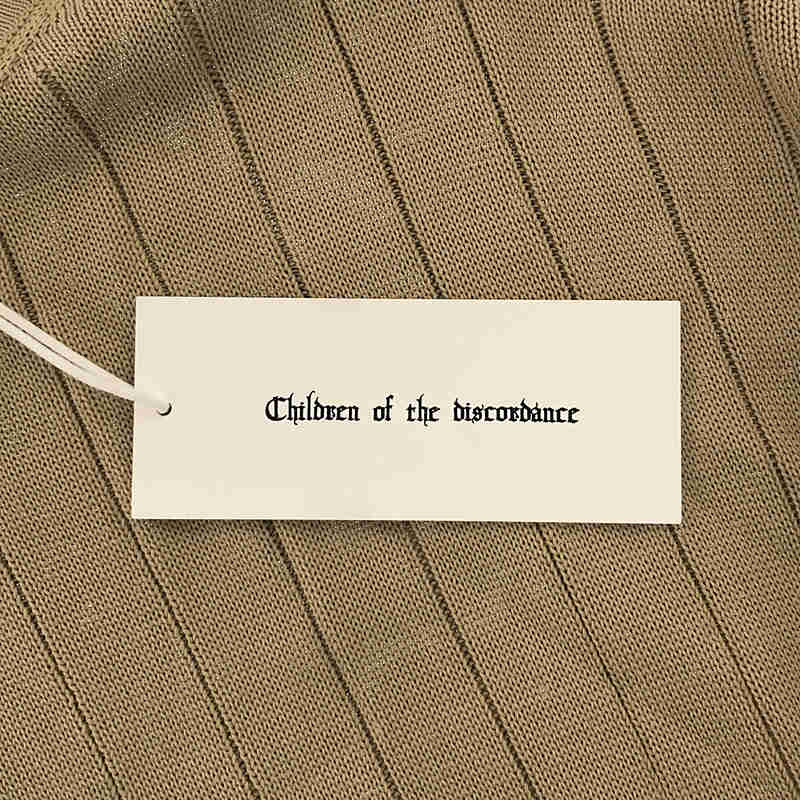 Children of the discordance